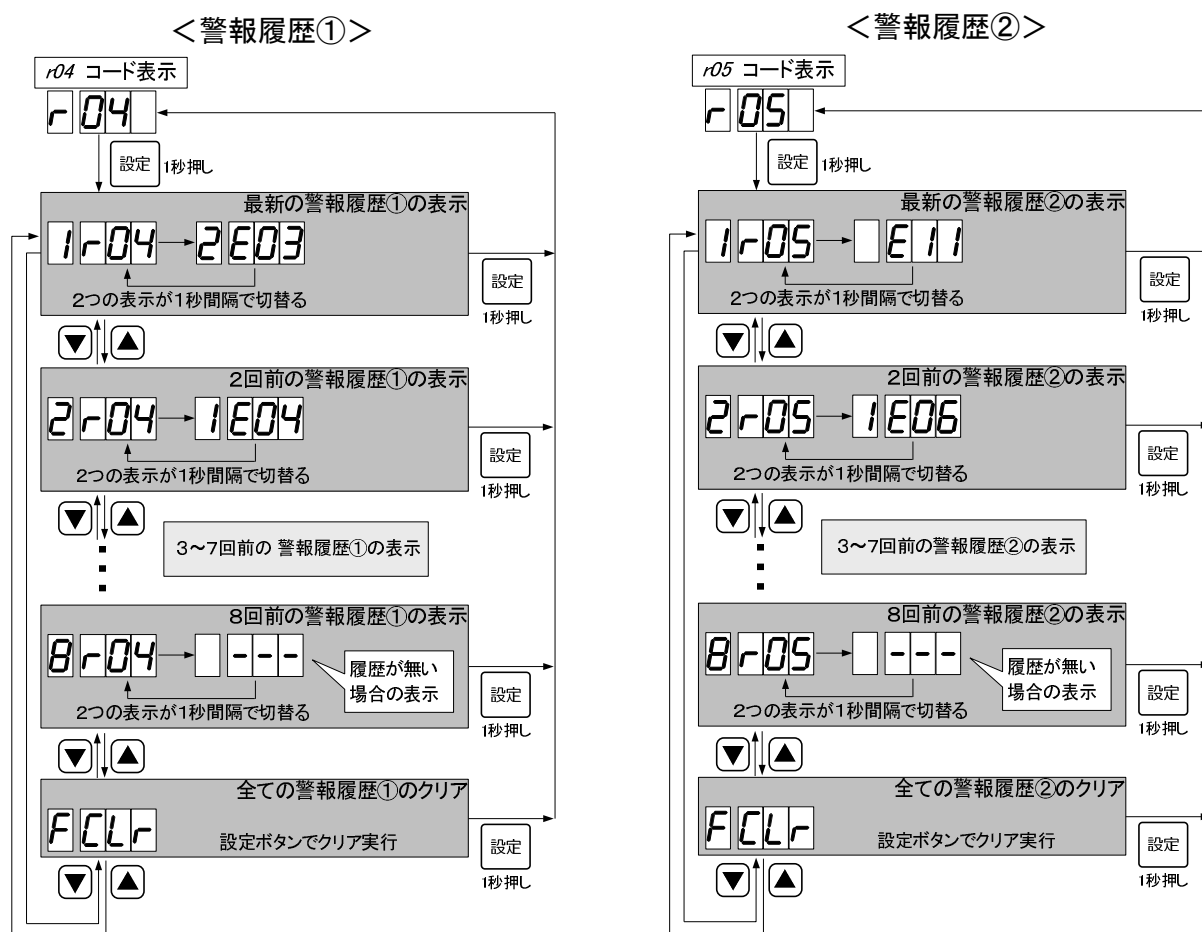 ＜警報履歴①＞
r04 コード表示
r 04
設定 1秒押し
最新の警報履歴①の表示
1r04 2E03
2つの表示が1秒間隔で切替る
設定
1秒押し
▼ ▲
2回前の警報履歴①の表示
2r04 1E04
2つの表示が1秒間隔で切替る
設定
1秒押し
▼ ▲
3～7回前の 警報履歴①の表示
8回前の警報履歴①の表示
8r04 ---
履歴が無い
場合の表示
2つの表示が1秒間隔で切替る
設定
1秒押し
▼ ▲
全ての警報履歴①のクリア
FCLr
設定ボタンでクリア実行
設定
1秒押し
▼ ▲
＜警報履歴②＞
r05 コード表示
r 05
設定 1秒押し
最新の警報履歴②の表示
1r05 E11
2つの表示が1秒間隔で切替る
設定
1秒押し
▼ ▲
2回前の警報履歴②の表示
2r05 1E06
2つの表示が1秒間隔で切替る
設定
1秒押し
▼ ▲
3～7回前の警報履歴②の表示
8回前の警報履歴②の表示
8r05 ---
履歴が無い
場合の表示
2つの表示が1秒間隔で切替る
設定
1秒押し
▼ ▲
全ての警報履歴②のクリア
FCLr
設定ボタンでクリア実行
設定
1秒押し
▼ ▲